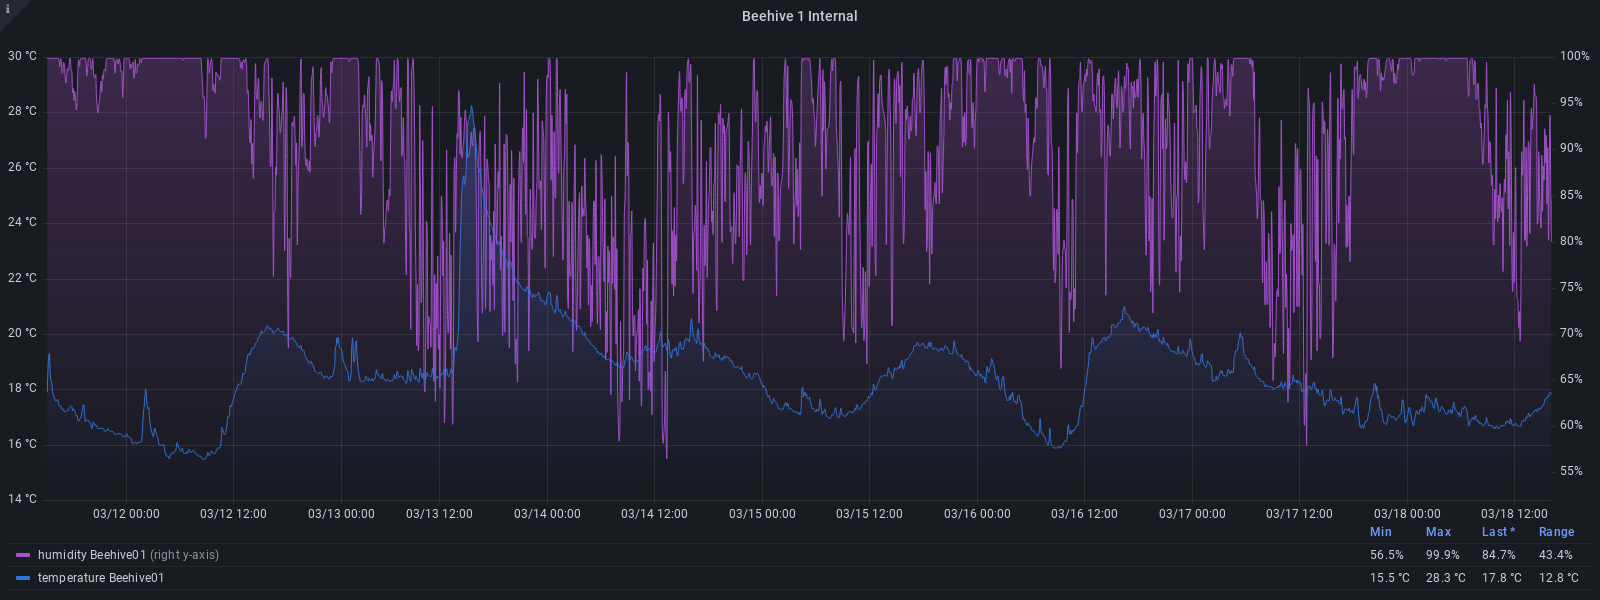 i
Beehive 1 Internal
30 °C
28 °C
26 °C
24 °C
22 °C
20 °C
18 °C
16 °C
14 °C
100%
95%
90%
85%
80%
75%
70%
65%
60%
55%
03/12 00:00 03/12 12:00 03/13 00:00 03/13 12:00 03/14 00:00 03/14 12:00 03/15 00:00 03/15 12:00 03/16 00:00 03/16 12:00 03/17 00:00 03/17 12:00 03/18 00:00 03/18 12:00
Min Max Last * Range
humidity Beehive01 (right y-axis) 56.5% 99.9% 84.7% 43.4%
temperature Beehive01 15.5 °C 28.3 °C 17.8 °C 12.8 °C